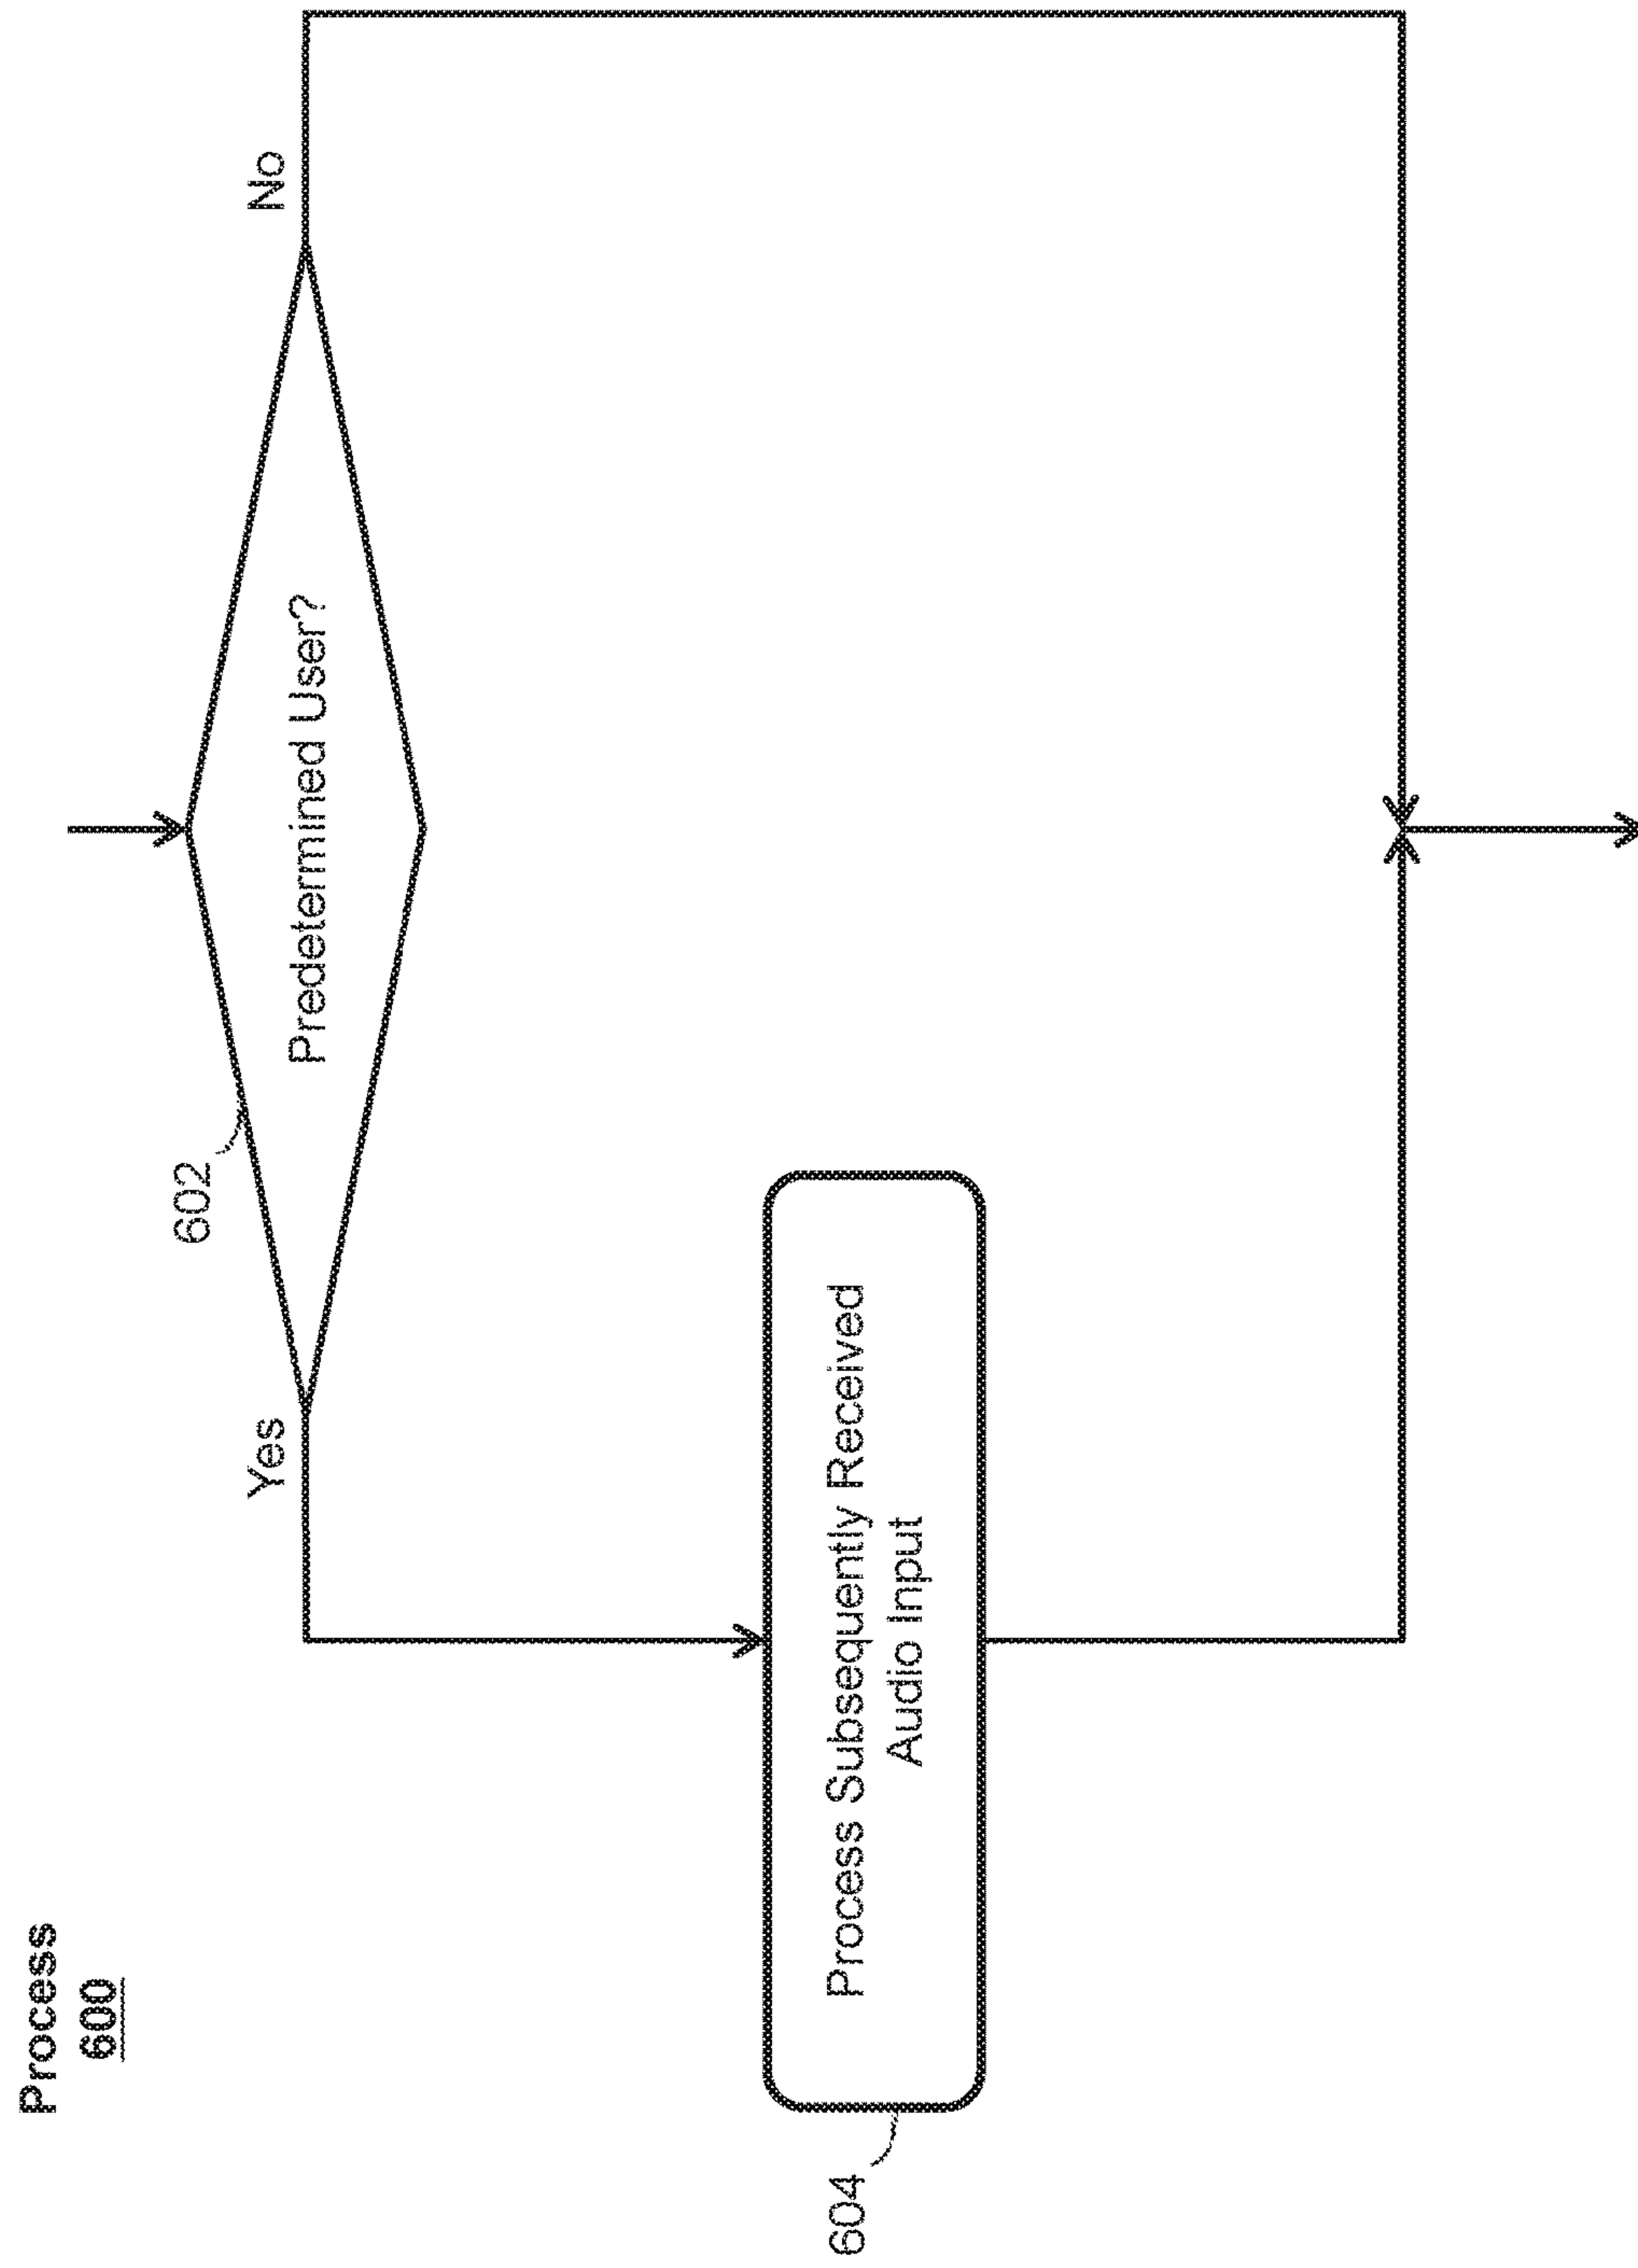 Process
600
602
Predetermined User?
Yes
No
Process Subsequently Received
Audio Input
604